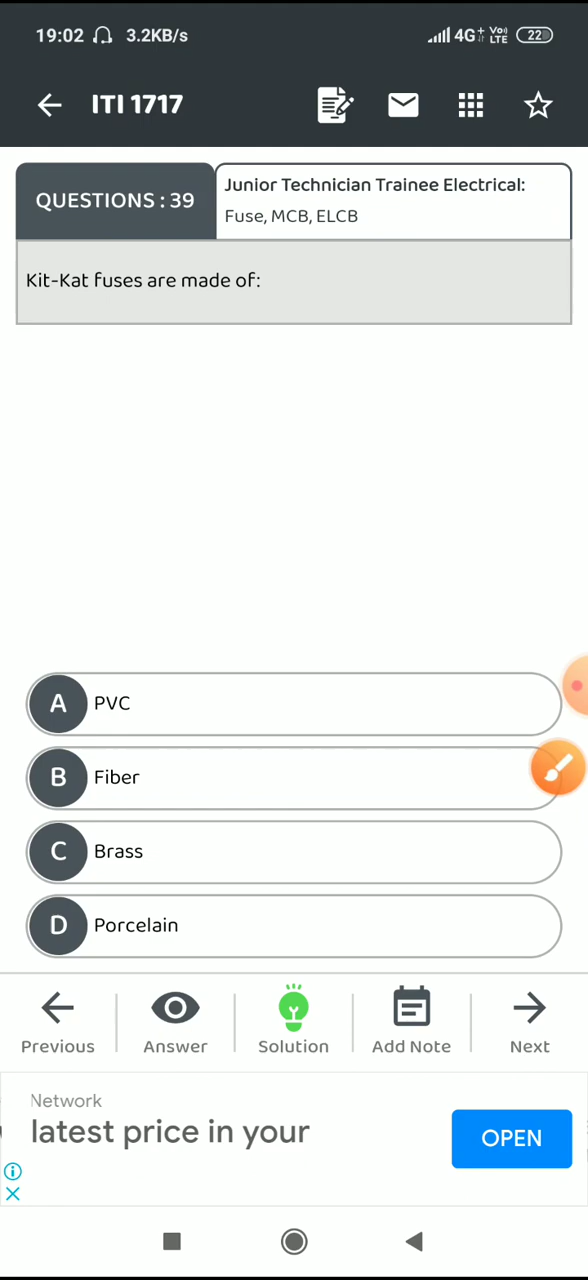 19:02 3.2KB/s 4G+ Vo) LTE 22
ITI 1717
QUESTIONS : 39
Junior Technician Trainee Electrical:
Fuse, MCB, ELCB
Kit-Kat fuses are made of:
A PVC
B Fiber
C Brass
D Porcelain
Previous Answer Solution Add Note Next
Network
latest price in your
OPEN